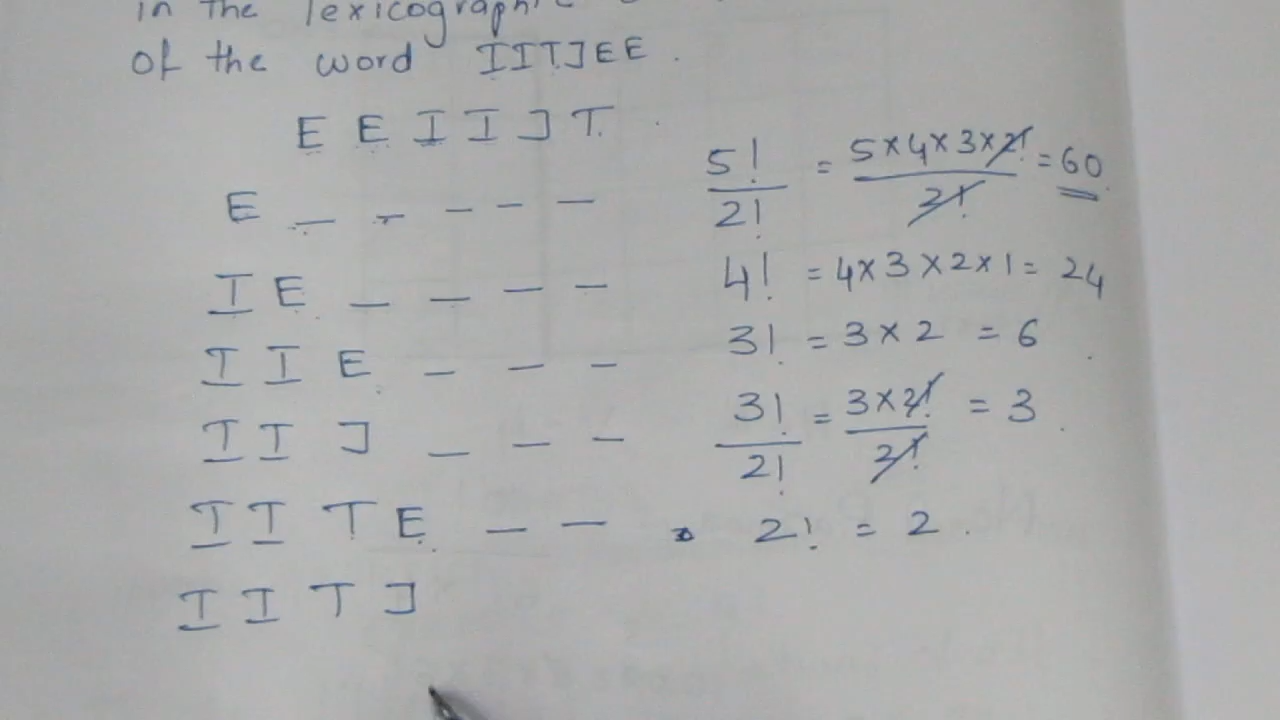 in the lexicographic
of the word IITJEE.
E E I I J T.
E _ _ _ _ _ 5!/2! = 5×4×3×2!/2! = 60
I E _ _ _ _ 4! = 4×3×2×1 = 24
I I E _ _ _ 3! = 3×2 = 6
I I J _ _ _ 3!/2! = 3×2!/2! = 3
I I T E _ _ 2! = 2.
I I T J